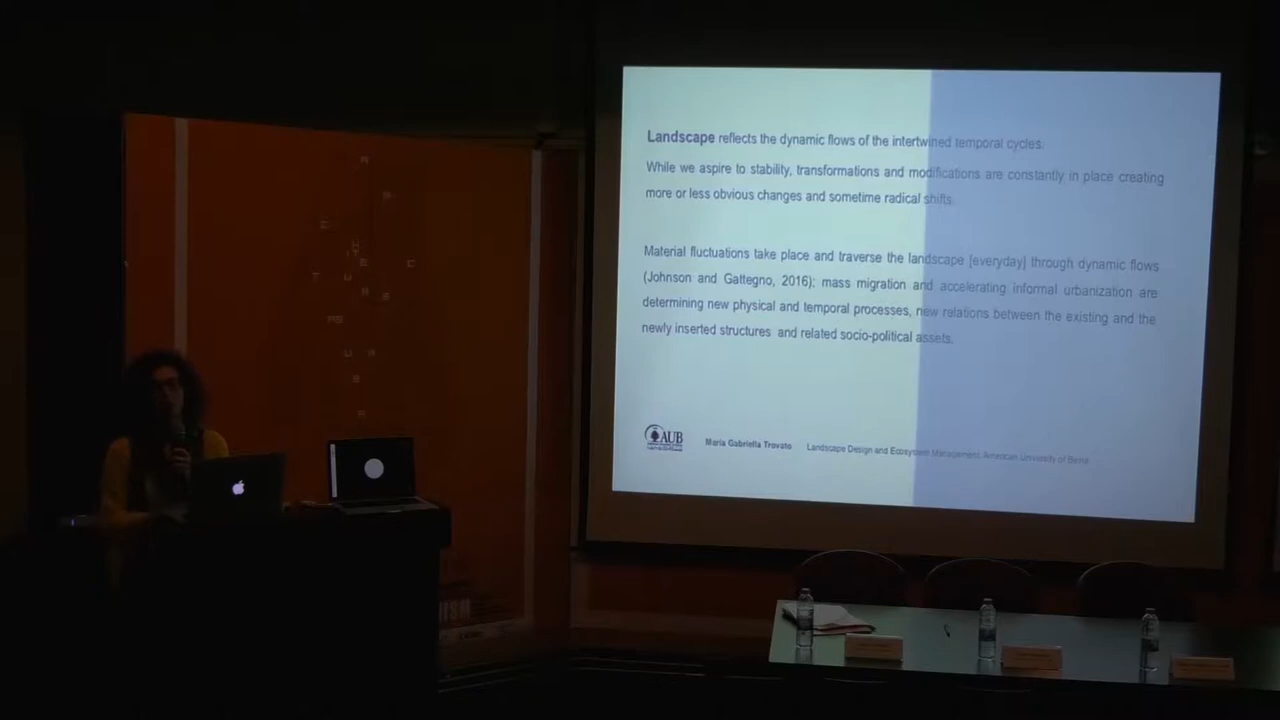 Landscape reflects the dynamic flows of the intertwined temporal cycles.
While we aspire to stability, transformations and modifications are constantly in place creating
more or less obvious changes and sometime radical shifts.
Material fluctuations take place and traverse the landscape [everyday] through dynamic flows
(Johnson and Gattegno, 2016); mass migration and accelerating informal urbanization are
determining new physical and temporal processes, new relations between the existing and the
newly inserted structures and related socio-political assets.
AUB
Maria Gabriella Trovato Landscape Design and Ecosystem Management, American University of Beirut